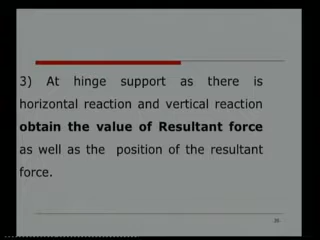 3) At hinge support as there is
horizontal reaction and vertical reaction
obtain the value of Resultant force
as well as the position of the resultant
force.